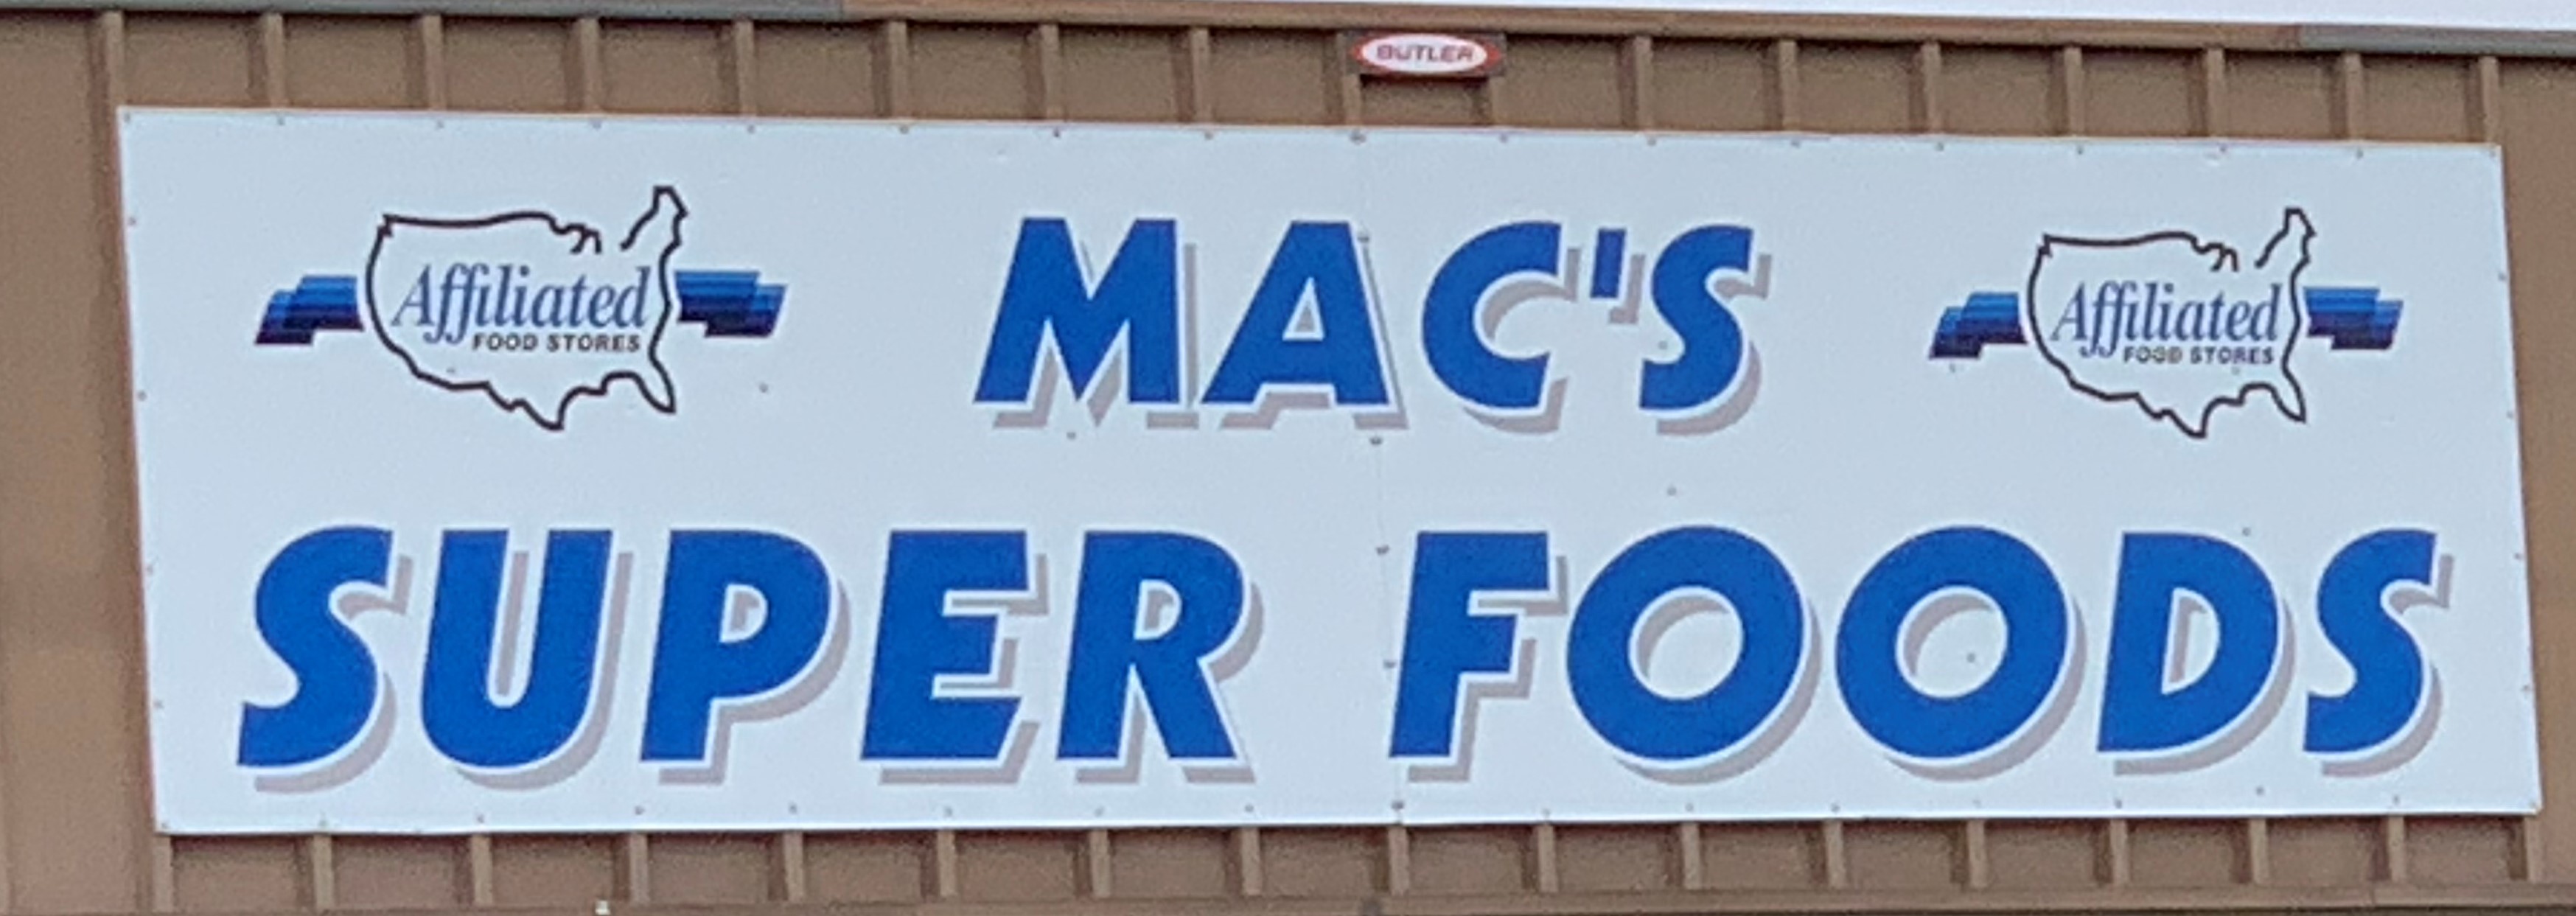 BUTLER
Affiliated
FOOD STORES
MAC'S
Affiliated
FOOD STORES
SUPER FOODS